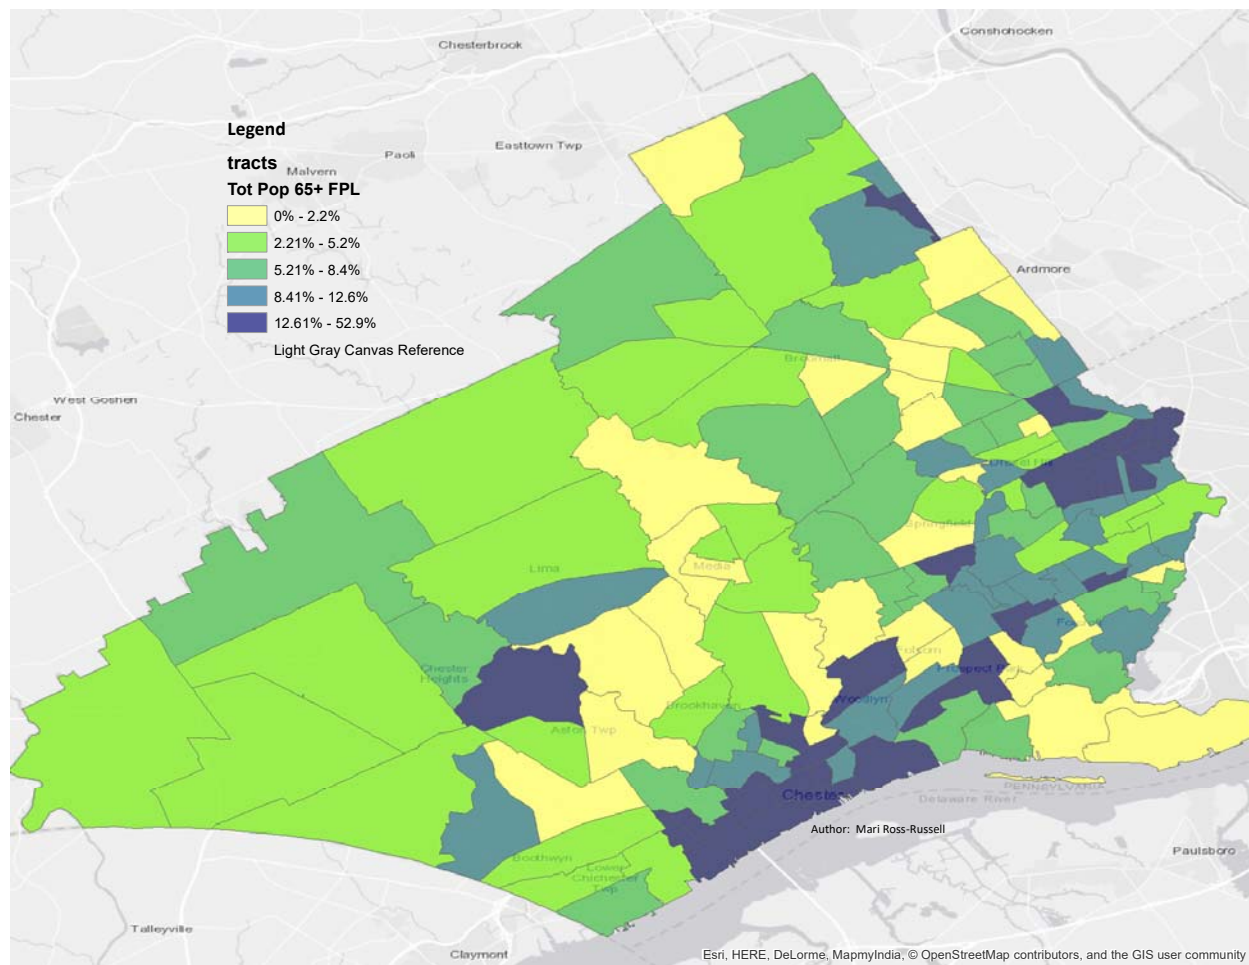 Conshohocken
Chesterbrook
Legend
tracts
Malvern
Paoli
Easttown Twp
Tot Pop 65+ FPL
0% - 2.2%
2.21% - 5.2%
5.21% - 8.4%
8.41% - 12.6%
12.61% - 52.9%
Light Gray Canvas Reference
Ardmore
Broomall
West Goshen
Chester
Drexel Hill
Springfield
Media
Lima
Folcroft
Folsom
Chester
Heights
Prospect Park
Woodlyn
Brookhaven
Aston Twp
PENNSYLVANIA
Chester
Delaware River
Author: Mari Ross-Russell
Paulsboro
Boothwyn
Lower
Chichester
Twp
Talleyville
Claymont
Esri, HERE, DeLorme, MapmyIndia, © OpenStreetMap contributors, and the GIS user community